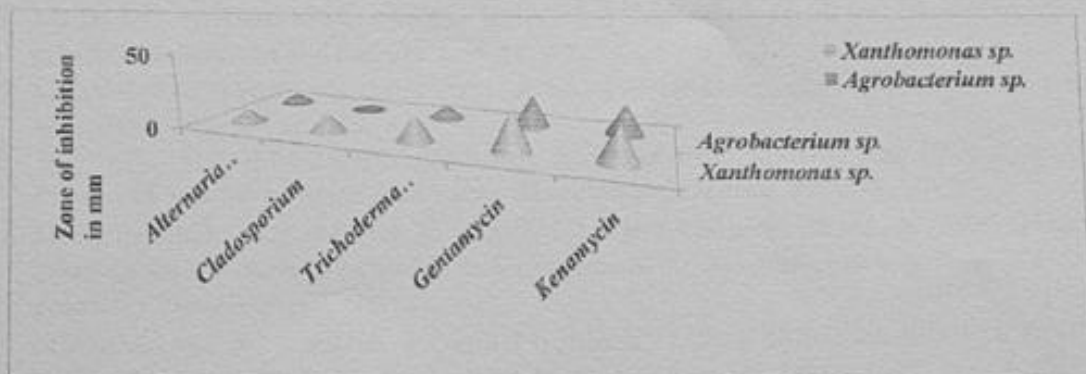 50
0
Zone of inhibition
in mm
Xanthomonas sp.
Agrobacterium sp.
Agrobacterium sp.
Xanthomonas sp.
Alternaria..
Cladosporium
Trichoderma..
Gentamycin
Kenamycin